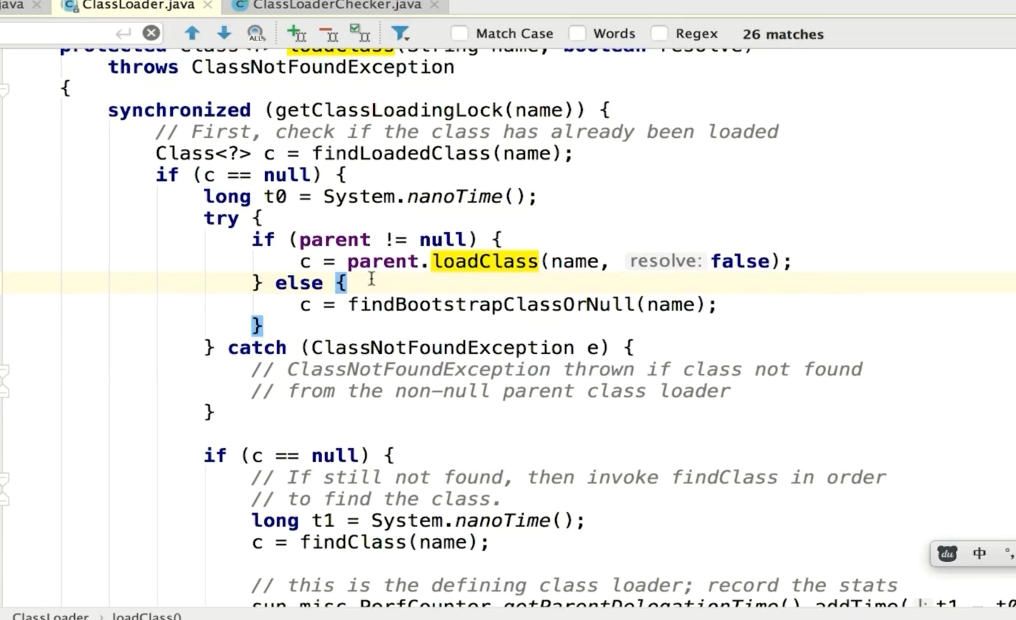 java ClassLoader.java ClassLoaderChecker.java
Match Case Words Regex 26 matches
protected Class<?> loadClass(String name, boolean resolve)
throws ClassNotFoundException
{
synchronized (getClassLoadingLock(name)) {
// First, check if the class has already been loaded
Class<?> c = findLoadedClass(name);
if (c == null) {
long t0 = System.nanoTime();
try {
if (parent != null) {
c = parent.loadClass(name, resolve: false);
} else {
c = findBootstrapClassOrNull(name);
}
} catch (ClassNotFoundException e) {
// ClassNotFoundException thrown if class not found
// from the non-null parent class loader
}
if (c == null) {
// If still not found, then invoke findClass in order
// to find the class.
long t1 = System.nanoTime();
c = findClass(name);
du 中 °,
// this is the defining class loader; record the stats
sun.misc.PerfCounter.getParentDelegationTime().addTime( t1 - t0
ClassLoader › loadClass()